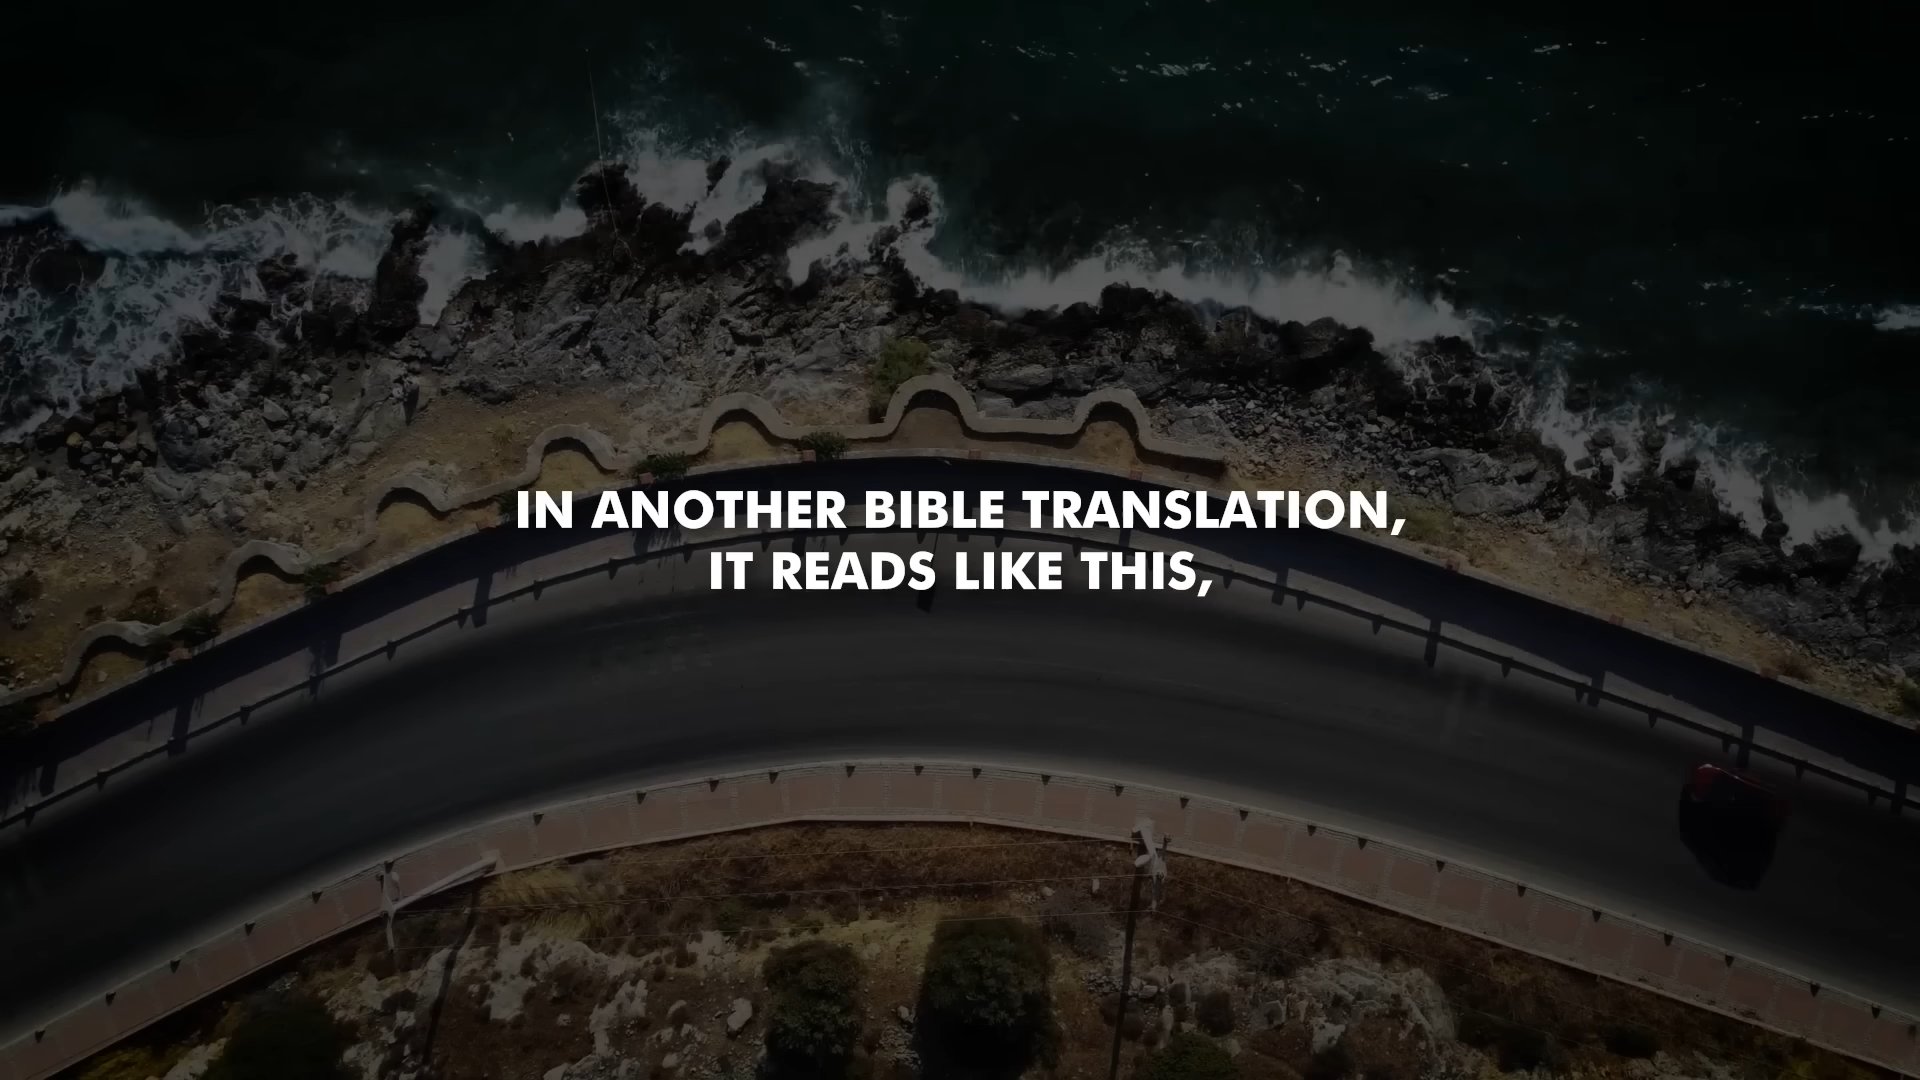 IN ANOTHER BIBLE TRANSLATION,
IT READS LIKE THIS,